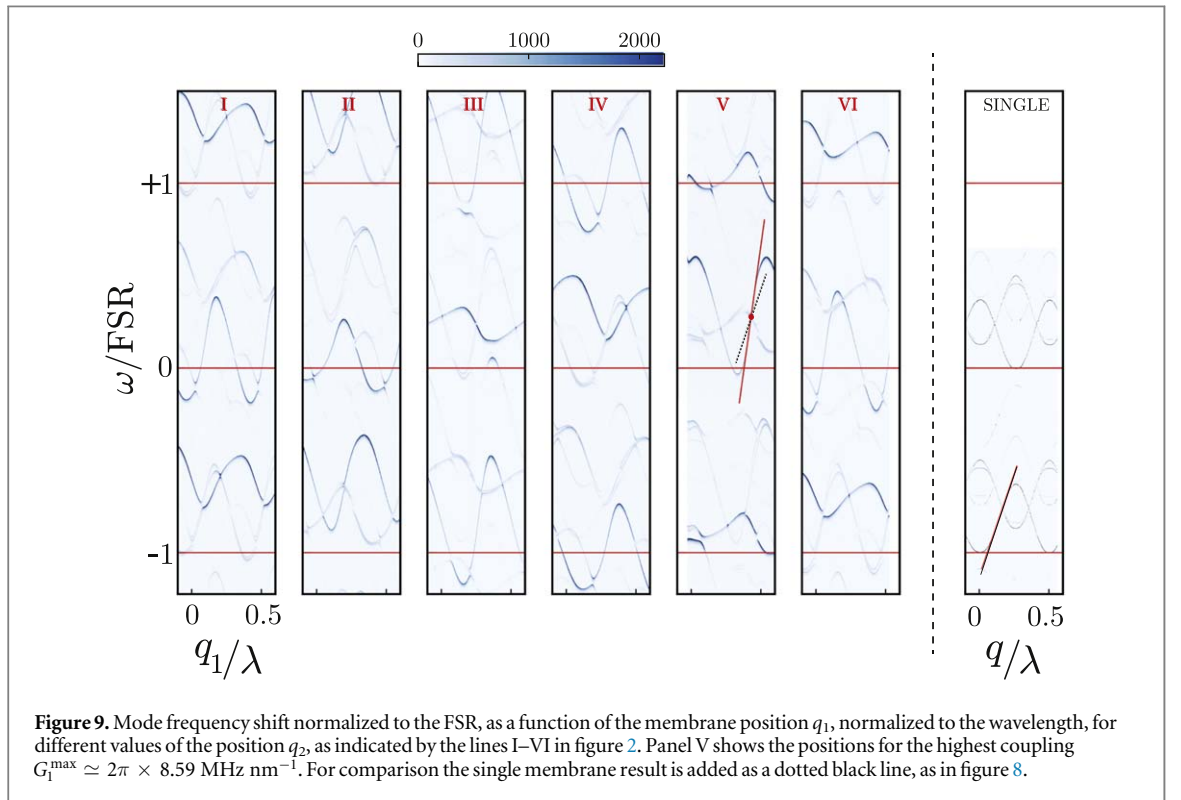 0 1000 2000
I II III IV V VI SINGLE
+1
ω/FSR
0
-1
0 0.5 0 0.5
q₁/λ q/λ
Figure 9. Mode frequency shift normalized to the FSR, as a function of the membrane position q₁, normalized to the wavelength, for
different values of the position q₂, as indicated by the lines I–VI in figure 2. Panel V shows the positions for the highest coupling
G₁ᵐᵃˣ ≃ 2π × 8.59 MHz nm⁻¹. For comparison the single membrane result is added as a dotted black line, as in figure 8.